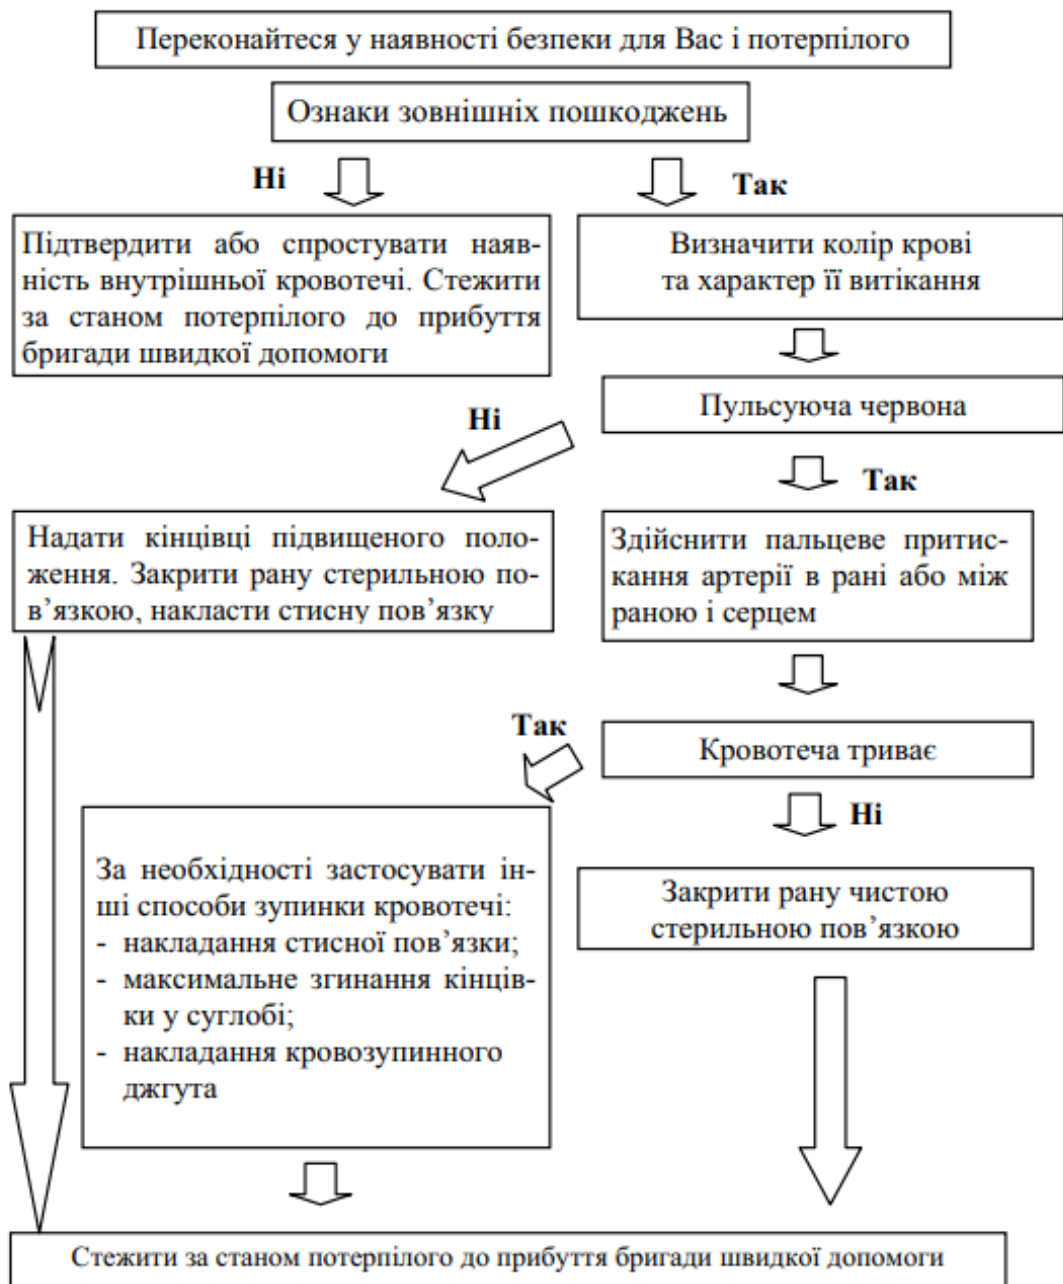 Переконайтеся у наявності безпеки для Вас і потерпілого
Ознаки зовнішніх пошкоджень
Ні
Так
Підтвердити або спростувати наяв-
ність внутрішньої кровотечі. Стежити
за станом потерпілого до прибуття
бригади швидкої допомоги
Визначити колір крові
та характер її витікання
Пульсуюча червона
Ні
Так
Надати кінцівці підвищеного поло-
ження. Закрити рану стерильною по-
в’язкою, накласти стисну пов’язку
Здійснити пальцеве притис-
кання артерії в рані або між
раною і серцем
Так
Кровотеча триває
Ні
За необхідності застосувати ін-
ші способи зупинки кровотечі:
- накладання стисної пов’язки;
- максимальне згинання кінців-
ки у суглобі;
- накладання кровозупинного
джгута
Закрити рану чистою
стерильною пов’язкою
Стежити за станом потерпілого до прибуття бригади швидкої допомоги